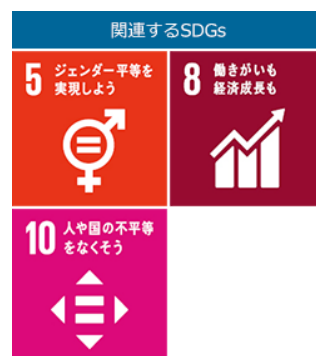 関連するSDGs
5 ジェンダー平等を
実現しよう
8 働きがいも
経済成長も
10 人や国の不平等
をなくそう